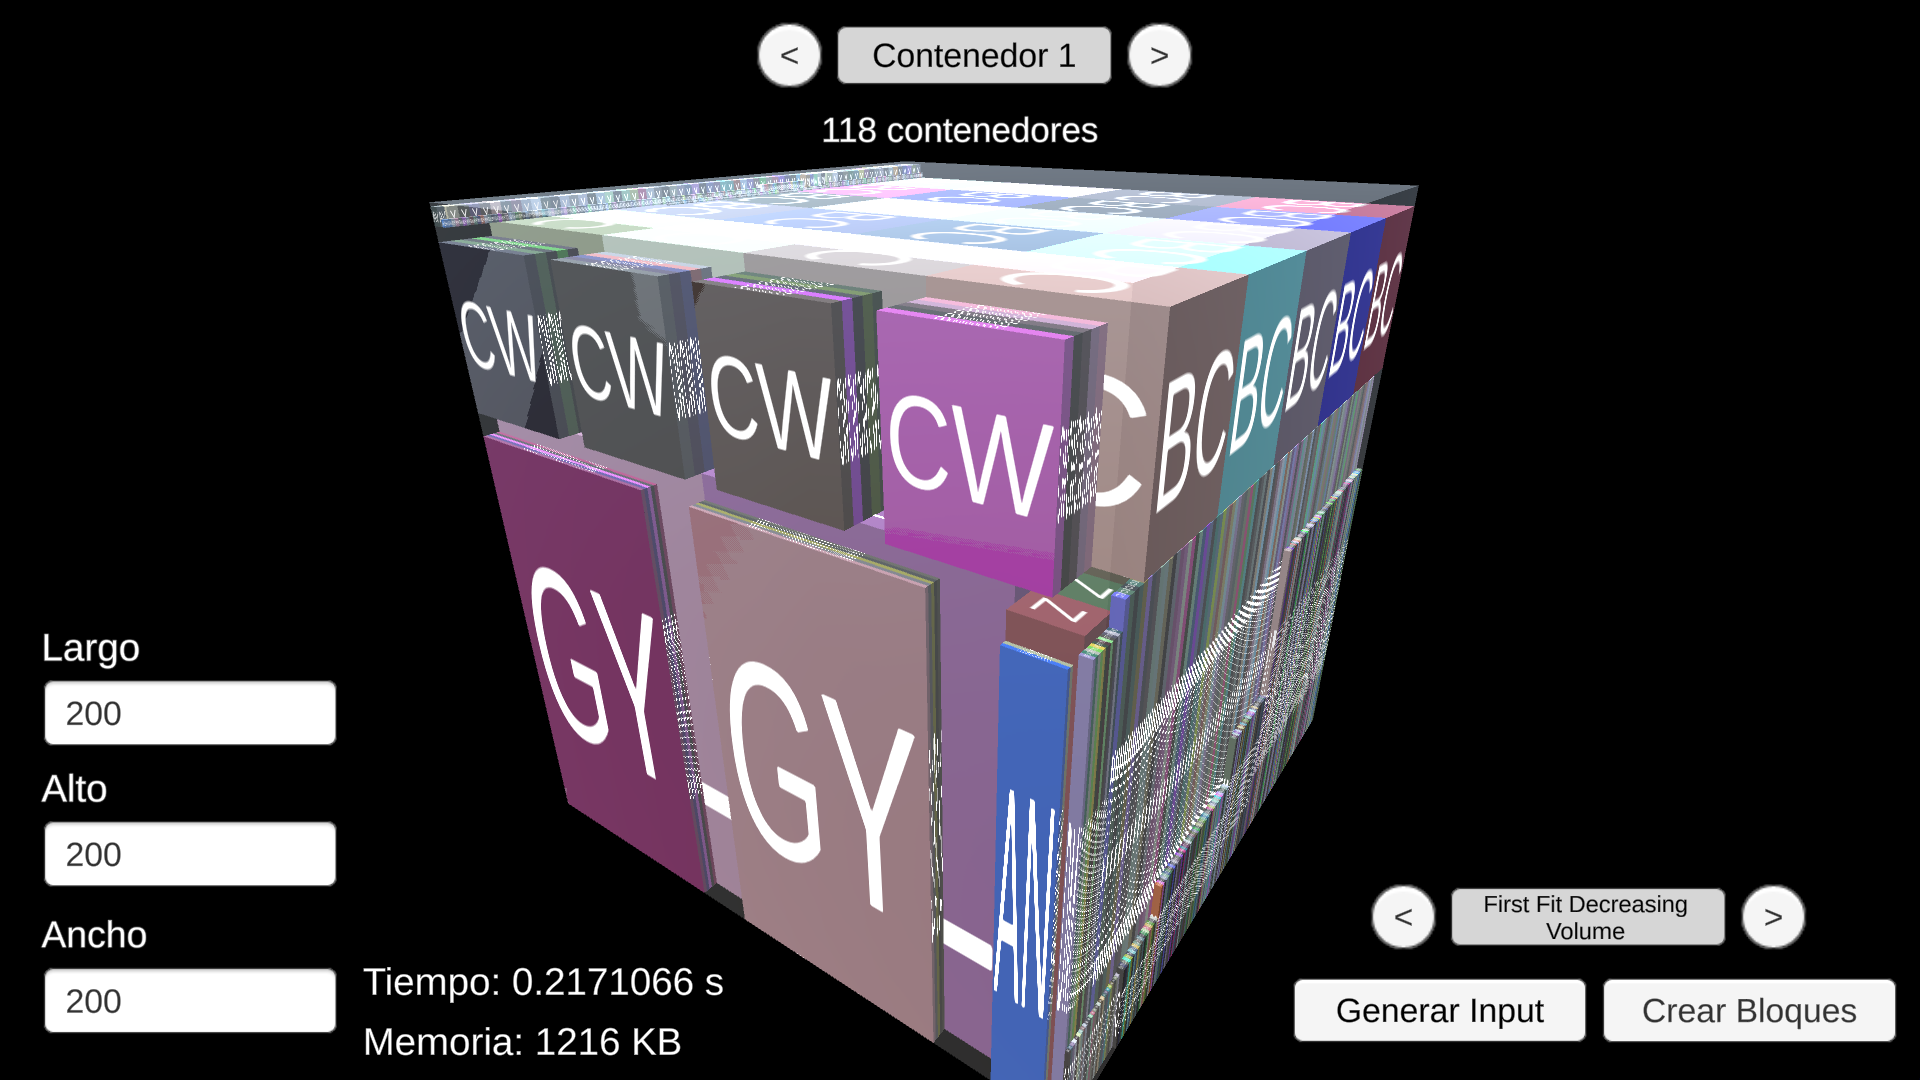 < Contenedor 1 >
118 contenedores
CW CW CW CW C BC BC BC BC BC
GY GY AN
Z
Largo
200
Alto
200
Ancho
200
Tiempo: 0.2171066 s
Memoria: 1216 KB
< First Fit Decreasing
Volume >
Generar Input Crear Bloques